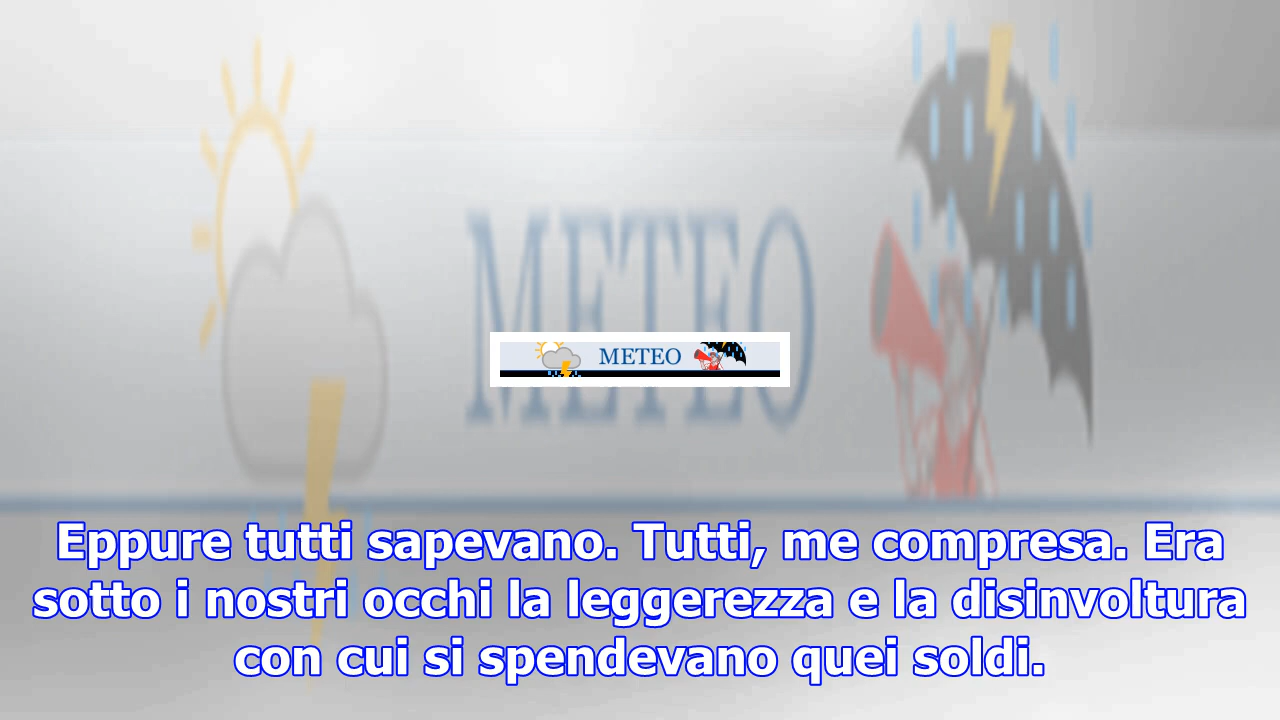 METEO
METEO
Eppure tutti sapevano. Tutti, me compresa. Era
sotto i nostri occhi la leggerezza e la disinvoltura
con cui si spendevano quei soldi.